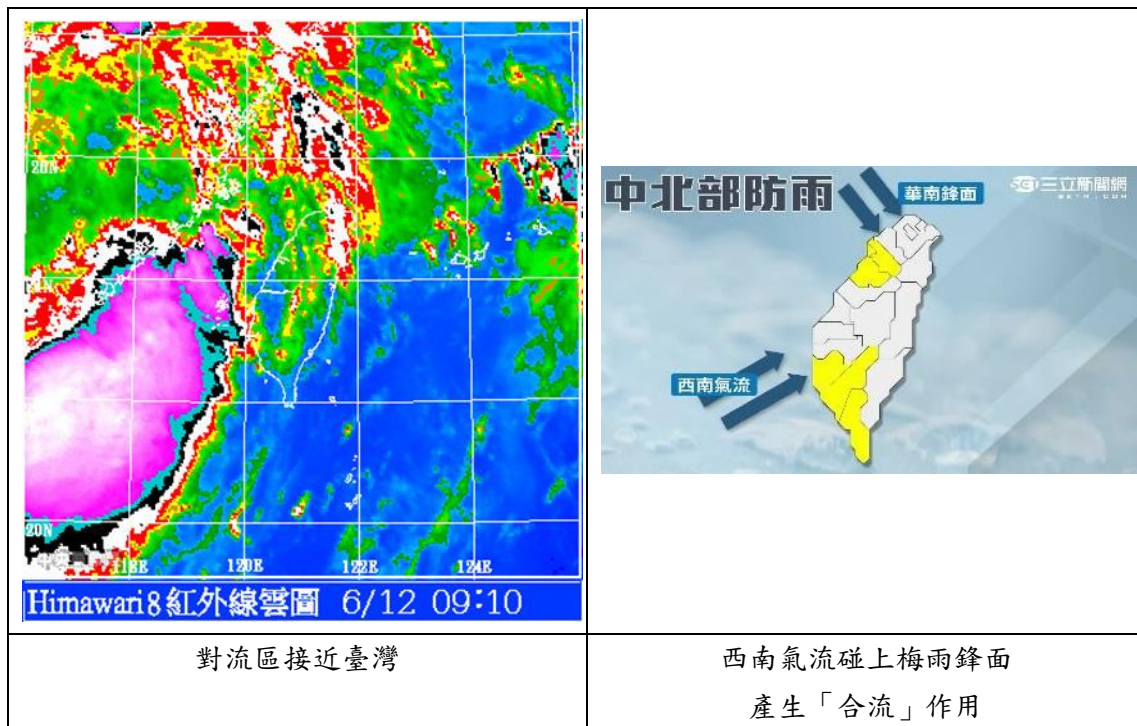 20N
118E 120E 122E 124E
Himawari8紅外線雲圖 6/12 09:10
中北部防雨
華南鋒面
三立新聞網
SETN.COM
西南氣流
對流區接近臺灣
西南氣流碰上梅雨鋒面
產生「合流」作用